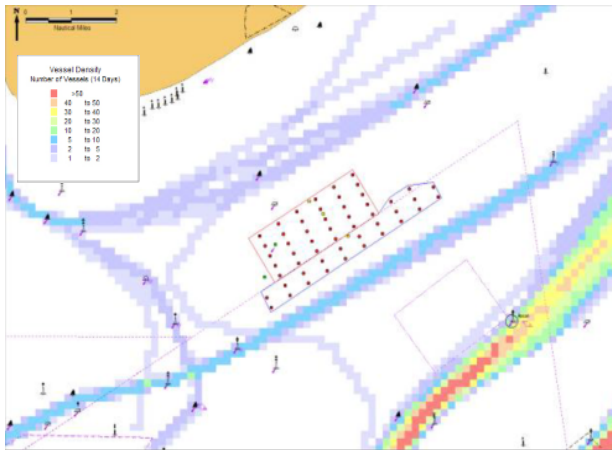 N
0 1 2
Nautical Miles
Vessel Density
Number of Vessels (14 Days)
>50
40 to 50
30 to 40
20 to 30
10 to 20
5 to 10
2 to 5
1 to 2